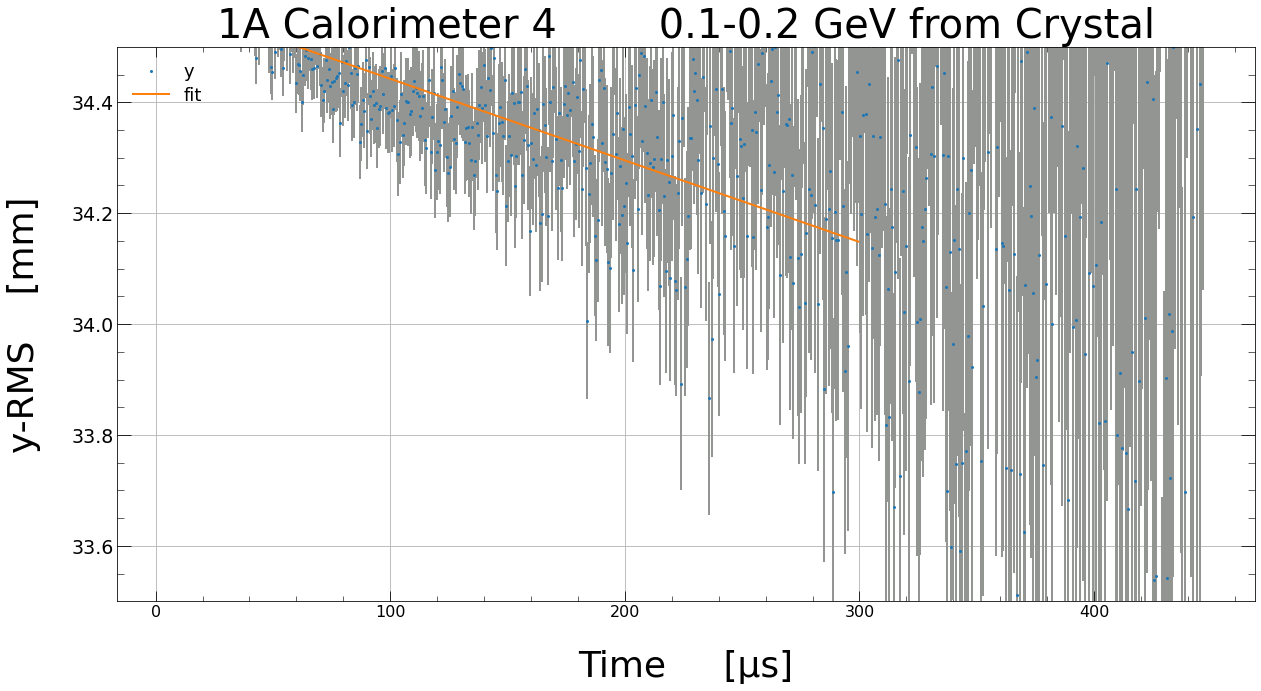 1A Calorimeter 4 0.1-0.2 GeV from Crystal
y
fit
34.4
34.2
34.0
33.8
33.6
y-RMS [mm]
0 100 200 300 400
Time [µs]